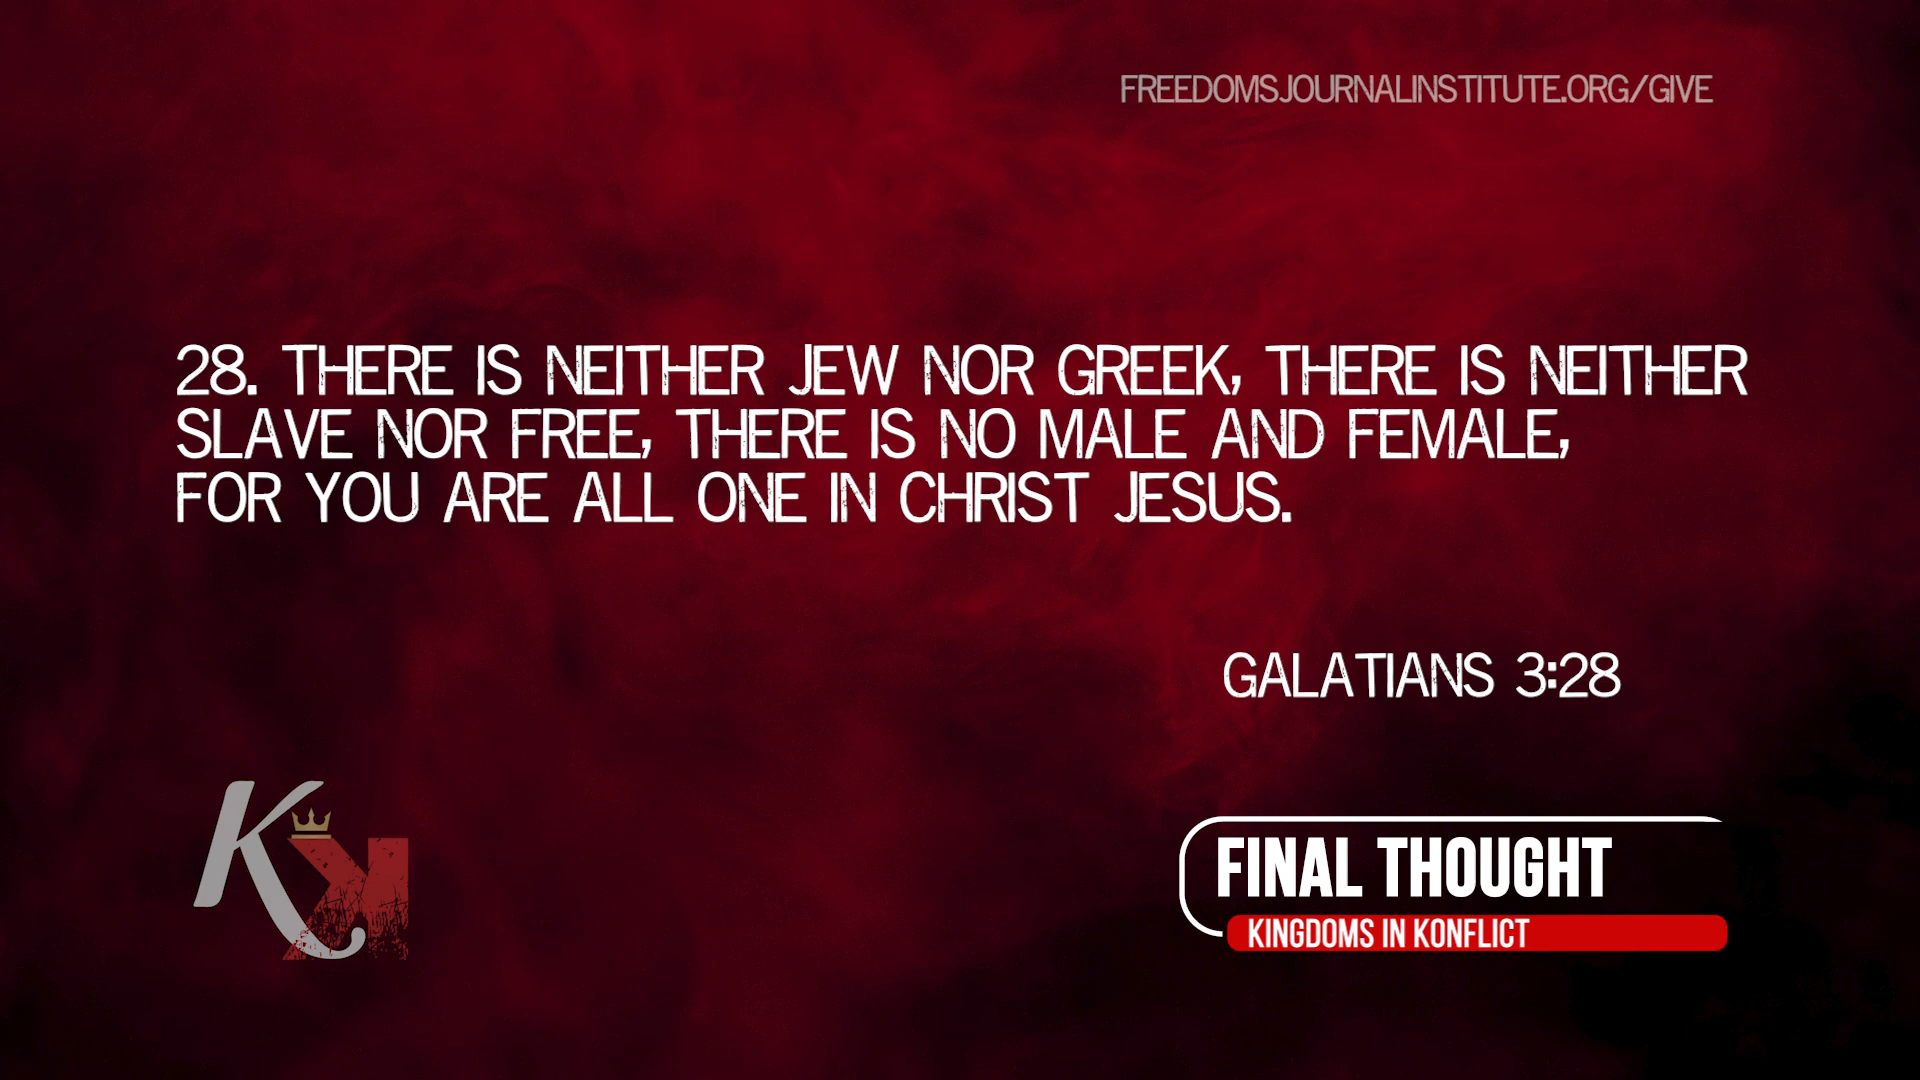 FREEDOMSJOURNALINSTITUTE.ORG/GIVE
28. THERE IS NEITHER JEW NOR GREEK, THERE IS NEITHER
SLAVE NOR FREE, THERE IS NO MALE AND FEMALE,
FOR YOU ARE ALL ONE IN CHRIST JESUS.
GALATIANS 3:28
KK
FINAL THOUGHT
KINGDOMS IN KONFLICT